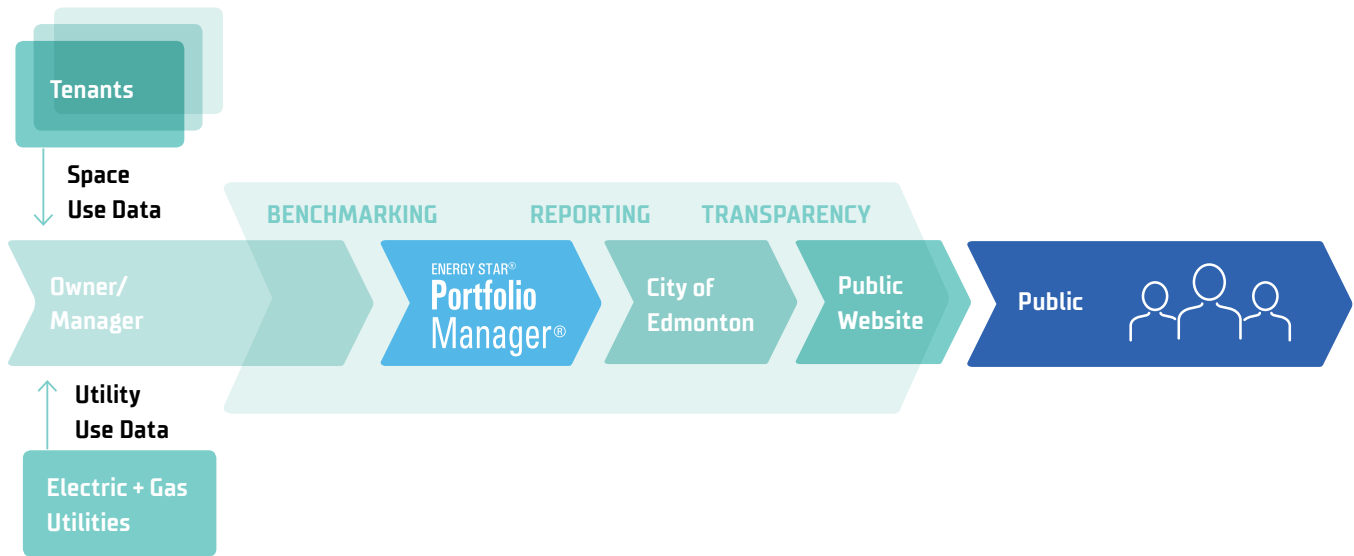 Tenants
Space
Use Data
BENCHMARKING
REPORTING
TRANSPARENCY
Owner/
Manager
ENERGY STAR®
Portfolio
Manager®
City of
Edmonton
Public
Website
Public
Utility
Use Data
Electric + Gas
Utilities